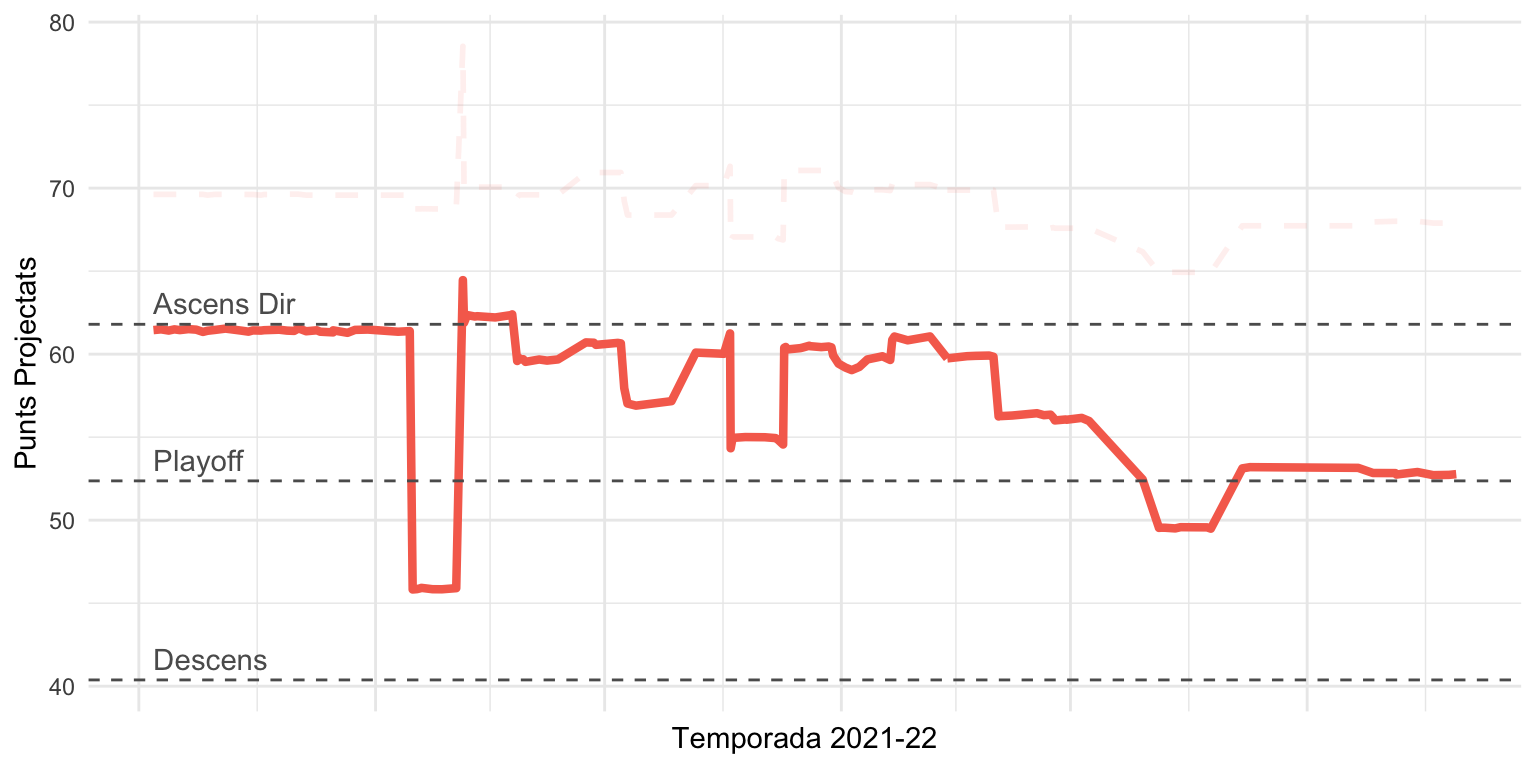 80
70
60
50
40
Punts Projectats
Ascens Dir
Playoff
Descens
Temporada 2021-22